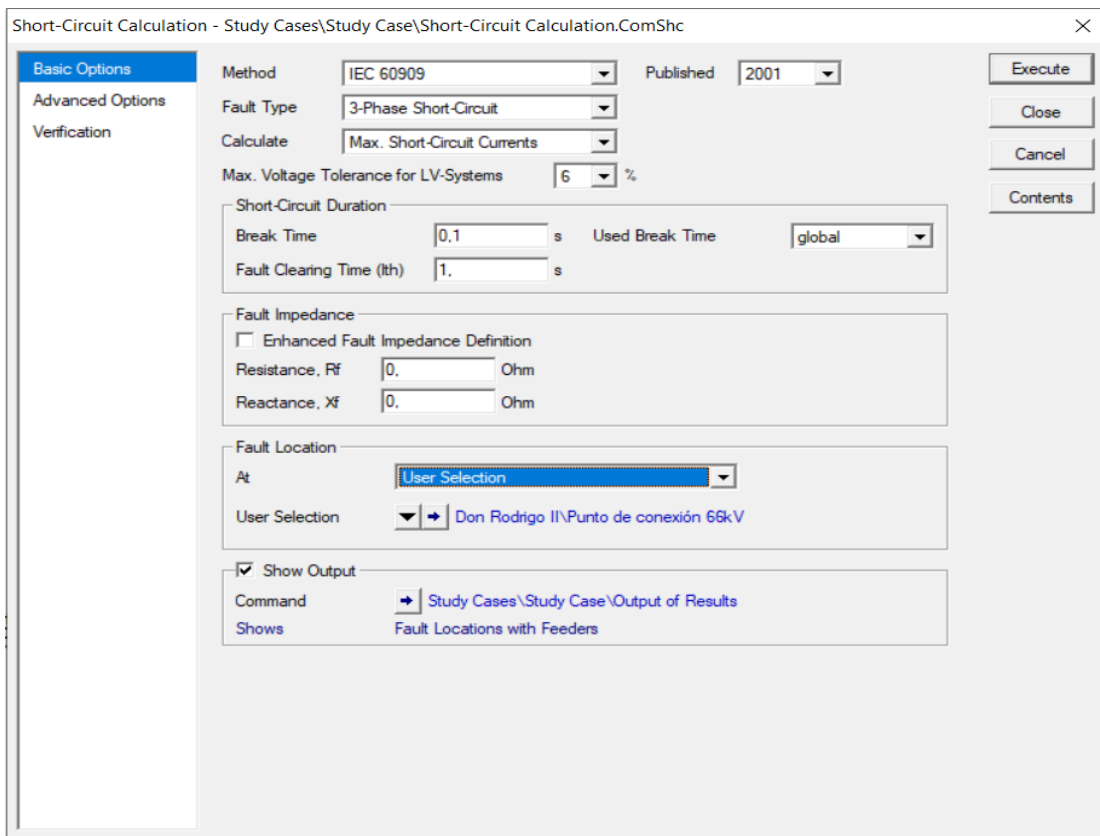 Short-Circuit Calculation - Study Cases\Study Case\Short-Circuit Calculation.ComShc
Basic Options
Advanced Options
Verification
Method IEC 60909 Published 2001
Fault Type 3-Phase Short-Circuit
Calculate Max. Short-Circuit Currents
Max. Voltage Tolerance for LV-Systems 6 %
Short-Circuit Duration
Break Time 0,1 s Used Break Time global
Fault Clearing Time (Ith) 1, s
Fault Impedance
Enhanced Fault Impedance Definition
Resistance, Rf 0, Ohm
Reactance, Xf 0, Ohm
Fault Location
At User Selection
User Selection Don Rodrigo II\Punto de conexión 66kV
Show Output
Command Study Cases\Study Case\Output of Results
Shows Fault Locations with Feeders
Execute
Close
Cancel
Contents